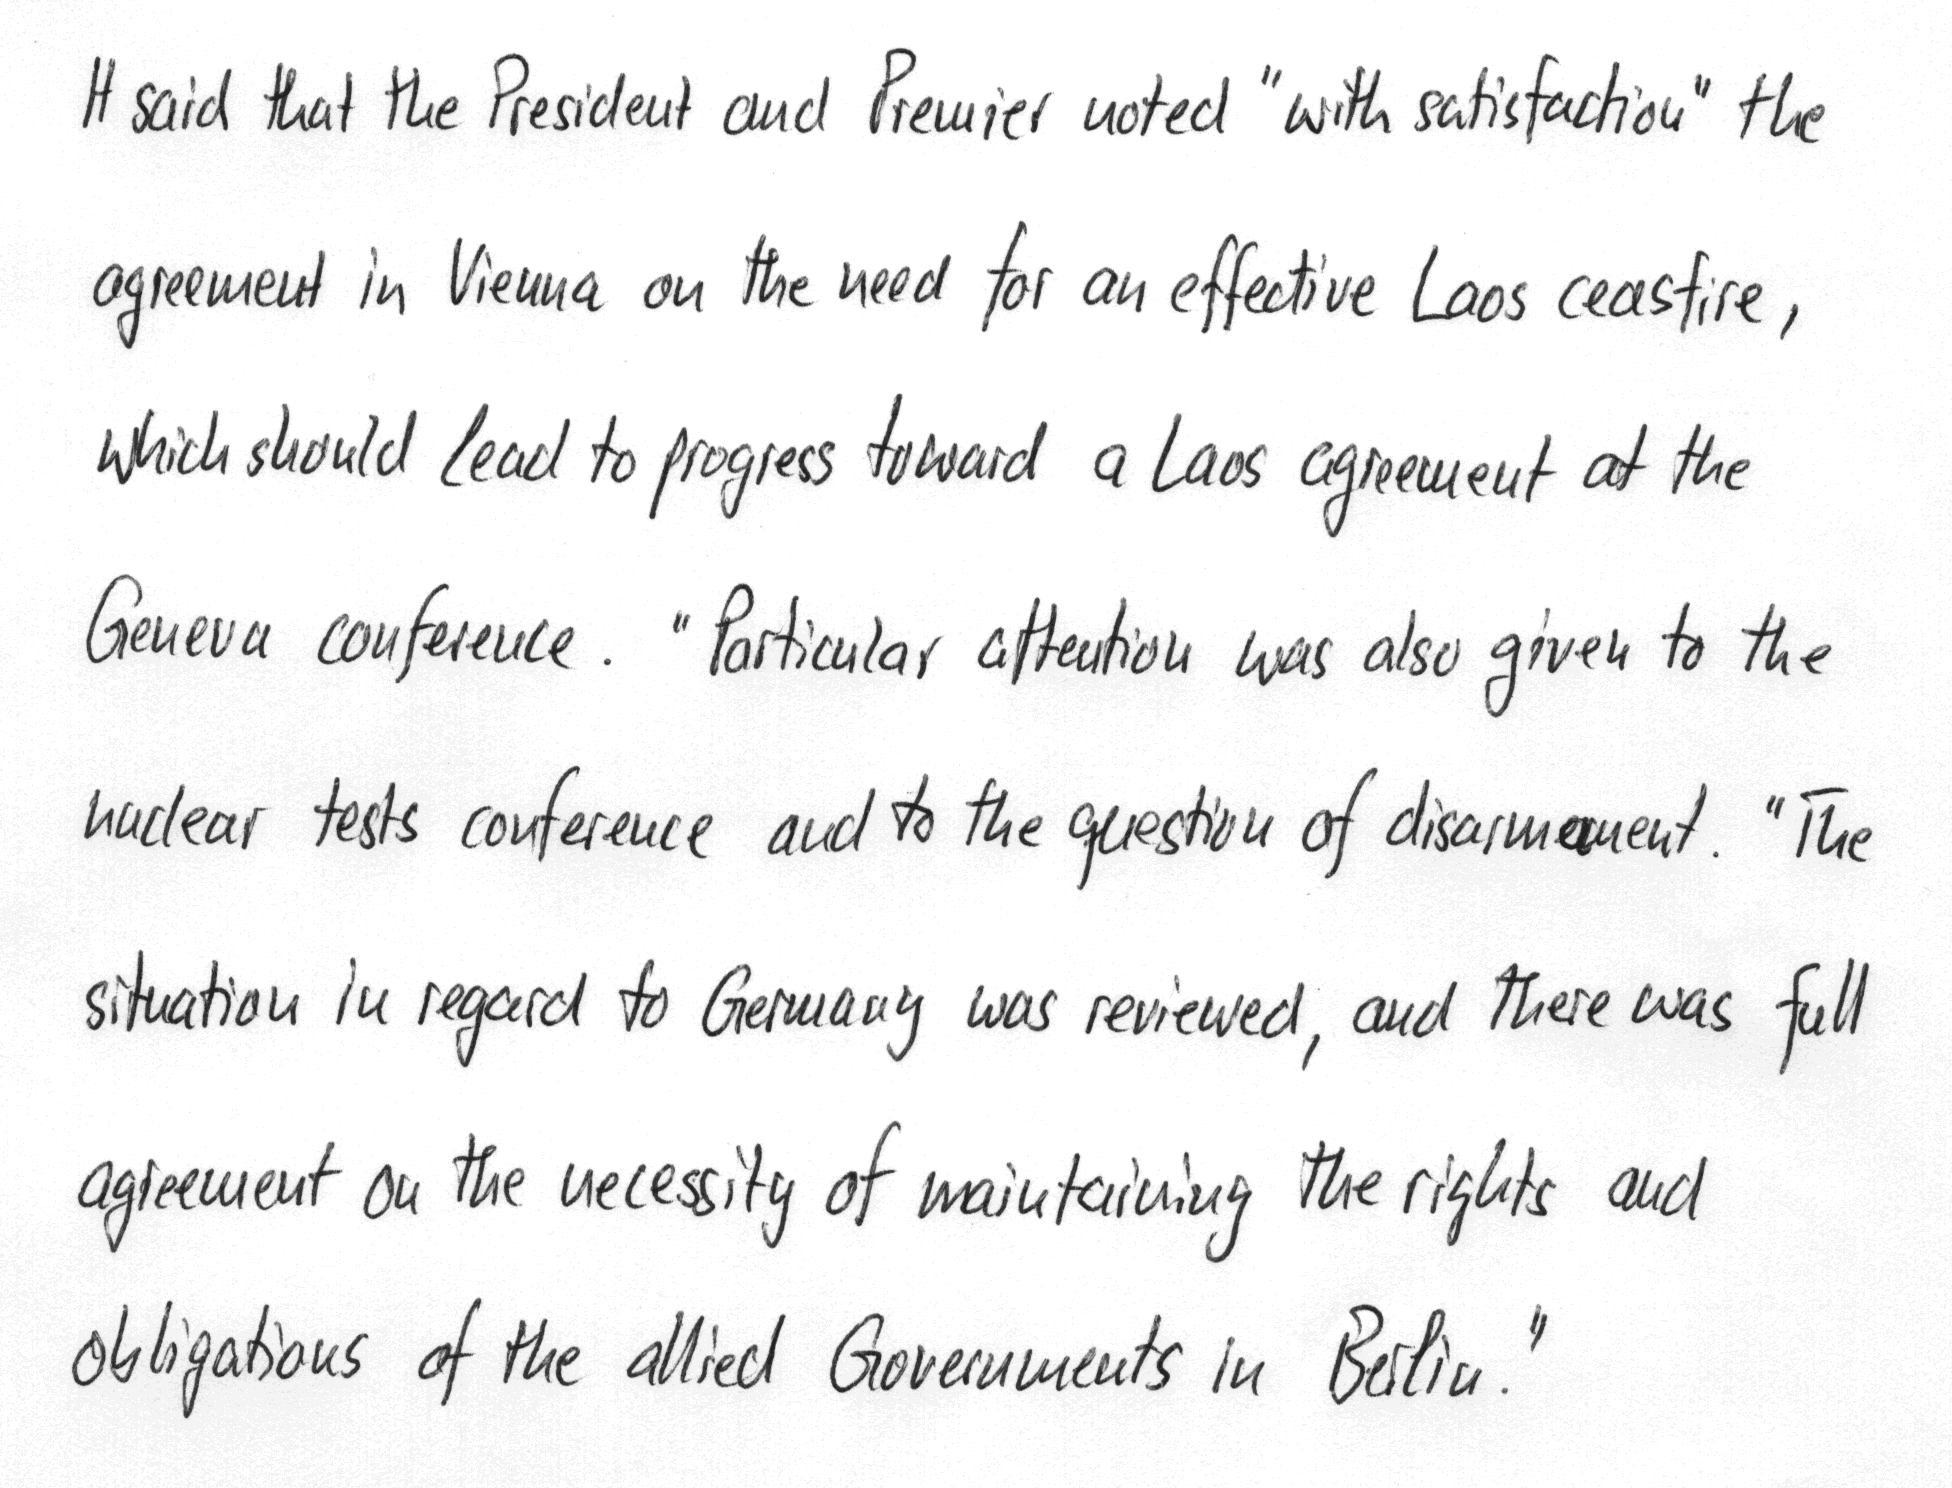 It said that the President and Premier noted "with satisfaction" the
agreement in Vienna on the need for an effective Laos ceasfire,
which should lead to progress toward a Laos agreement at the
Geneva conference. "Particular attention was also given to the
nuclear tests conference and to the question of disarmement. "The
situation in regard to Germany was reviewed, and there was full
agreement on the necessity of maintaining the rights and
obligations of the allied Governments in Berlin."